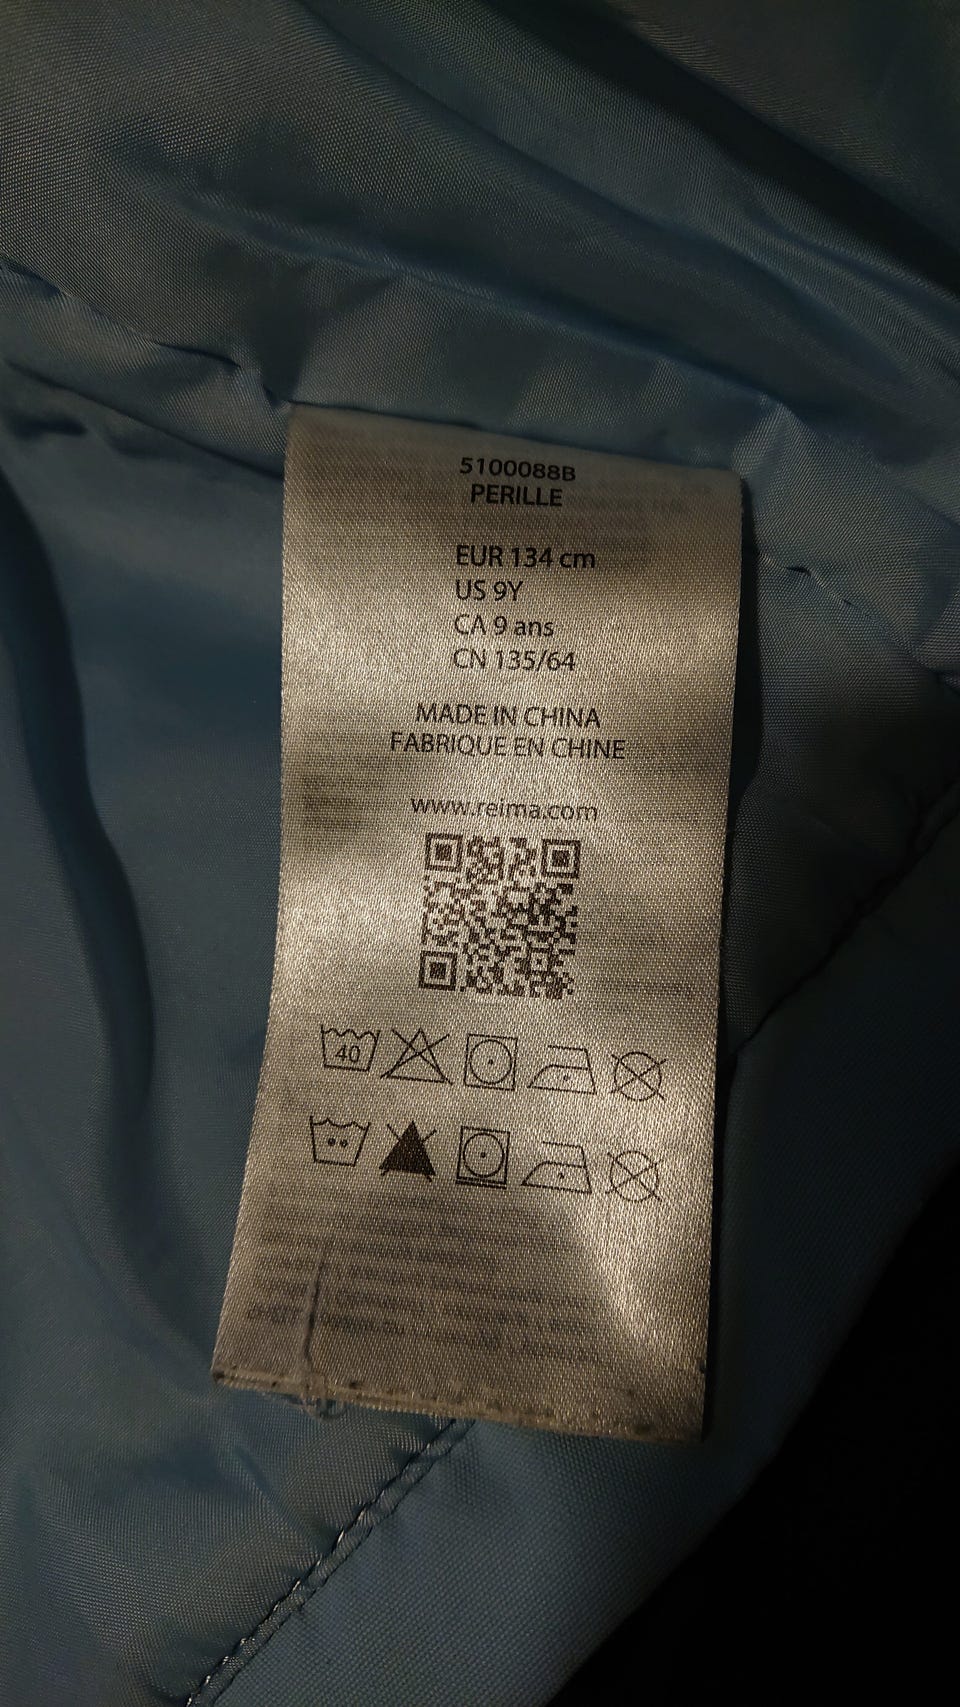 5100088B
PERILLE
EUR 134 cm
US 9Y
CA 9 ans
CN 135/64
MADE IN CHINA
FABRIQUE EN CHINE
www.reima.com
40